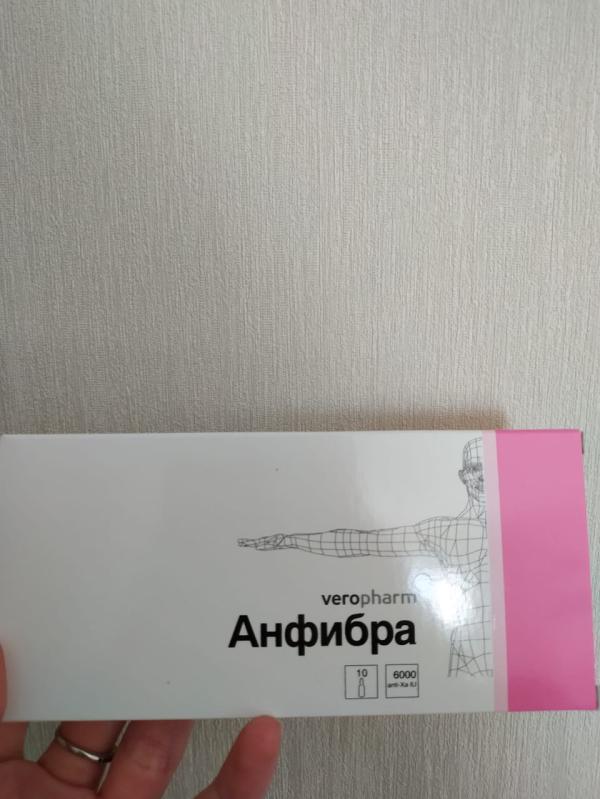 veropharm
Анфибра
10
6000
anti-Xa IU